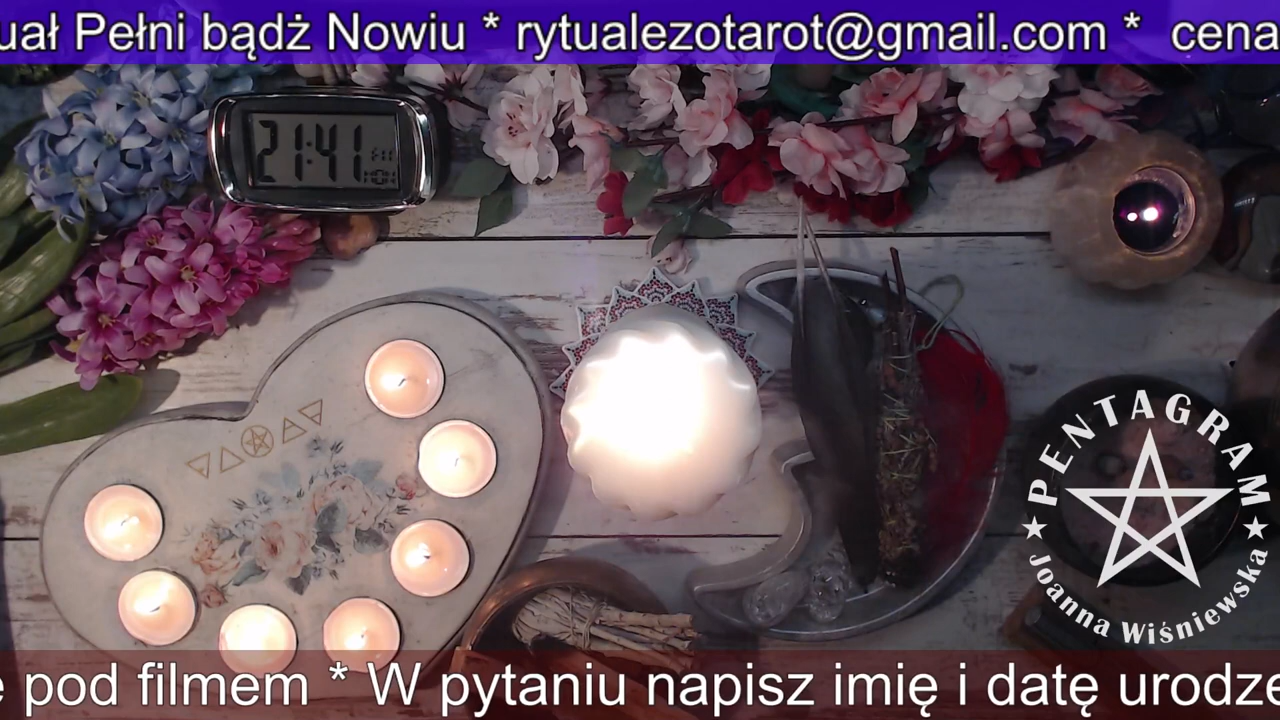 uał Pełni bądż Nowiu * rytualezotarot@gmail.com * cena
21:41
PENTAGRAM
Joanna Wiśniewska
e pod filmem * W pytaniu napisz imię i datę urodze